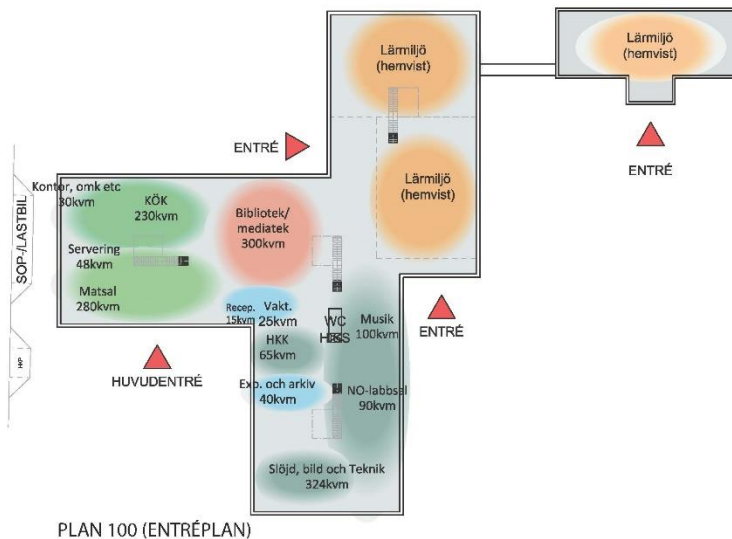 Lärmiljö
(hemvist)
Lärmiljö
(hemvist)
ENTRÉ
ENTRÉ
Lärmiljö
(hemvist)
Kontor, omk etc
30kvm
KÖK
230kvm
Bibliotek/
mediatek
300kvm
SOP-/LASTBIL
Servering
48kvm
Matsal
280kvm
Recep.
15kvm
Vakt.
25kvm
WC
Musik
100kvm
ENTRÉ
HKK
65kvm
HUVUDENTRÉ
Exp. och arkiv
40kvm
NO-labbsal
90kvm
Slöjd, bild och Teknik
324kvm
PLAN 100 (ENTRÉPLAN)